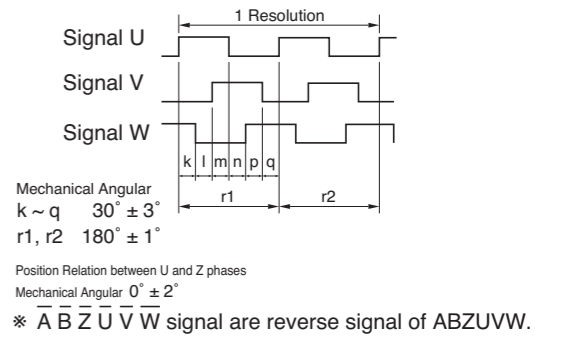 1 Resolution
Signal U
Signal V
Signal W
k l m n p q
r1 r2
Mechanical Angular
k ~ q 30° ± 3°
r1, r2 180° ± 1°
Position Relation between U and Z phases
Mechanical Angular 0° ± 2°
※ A̅ B̅ Z̅ U̅ V̅ W̅ signal are reverse signal of ABZUVW.